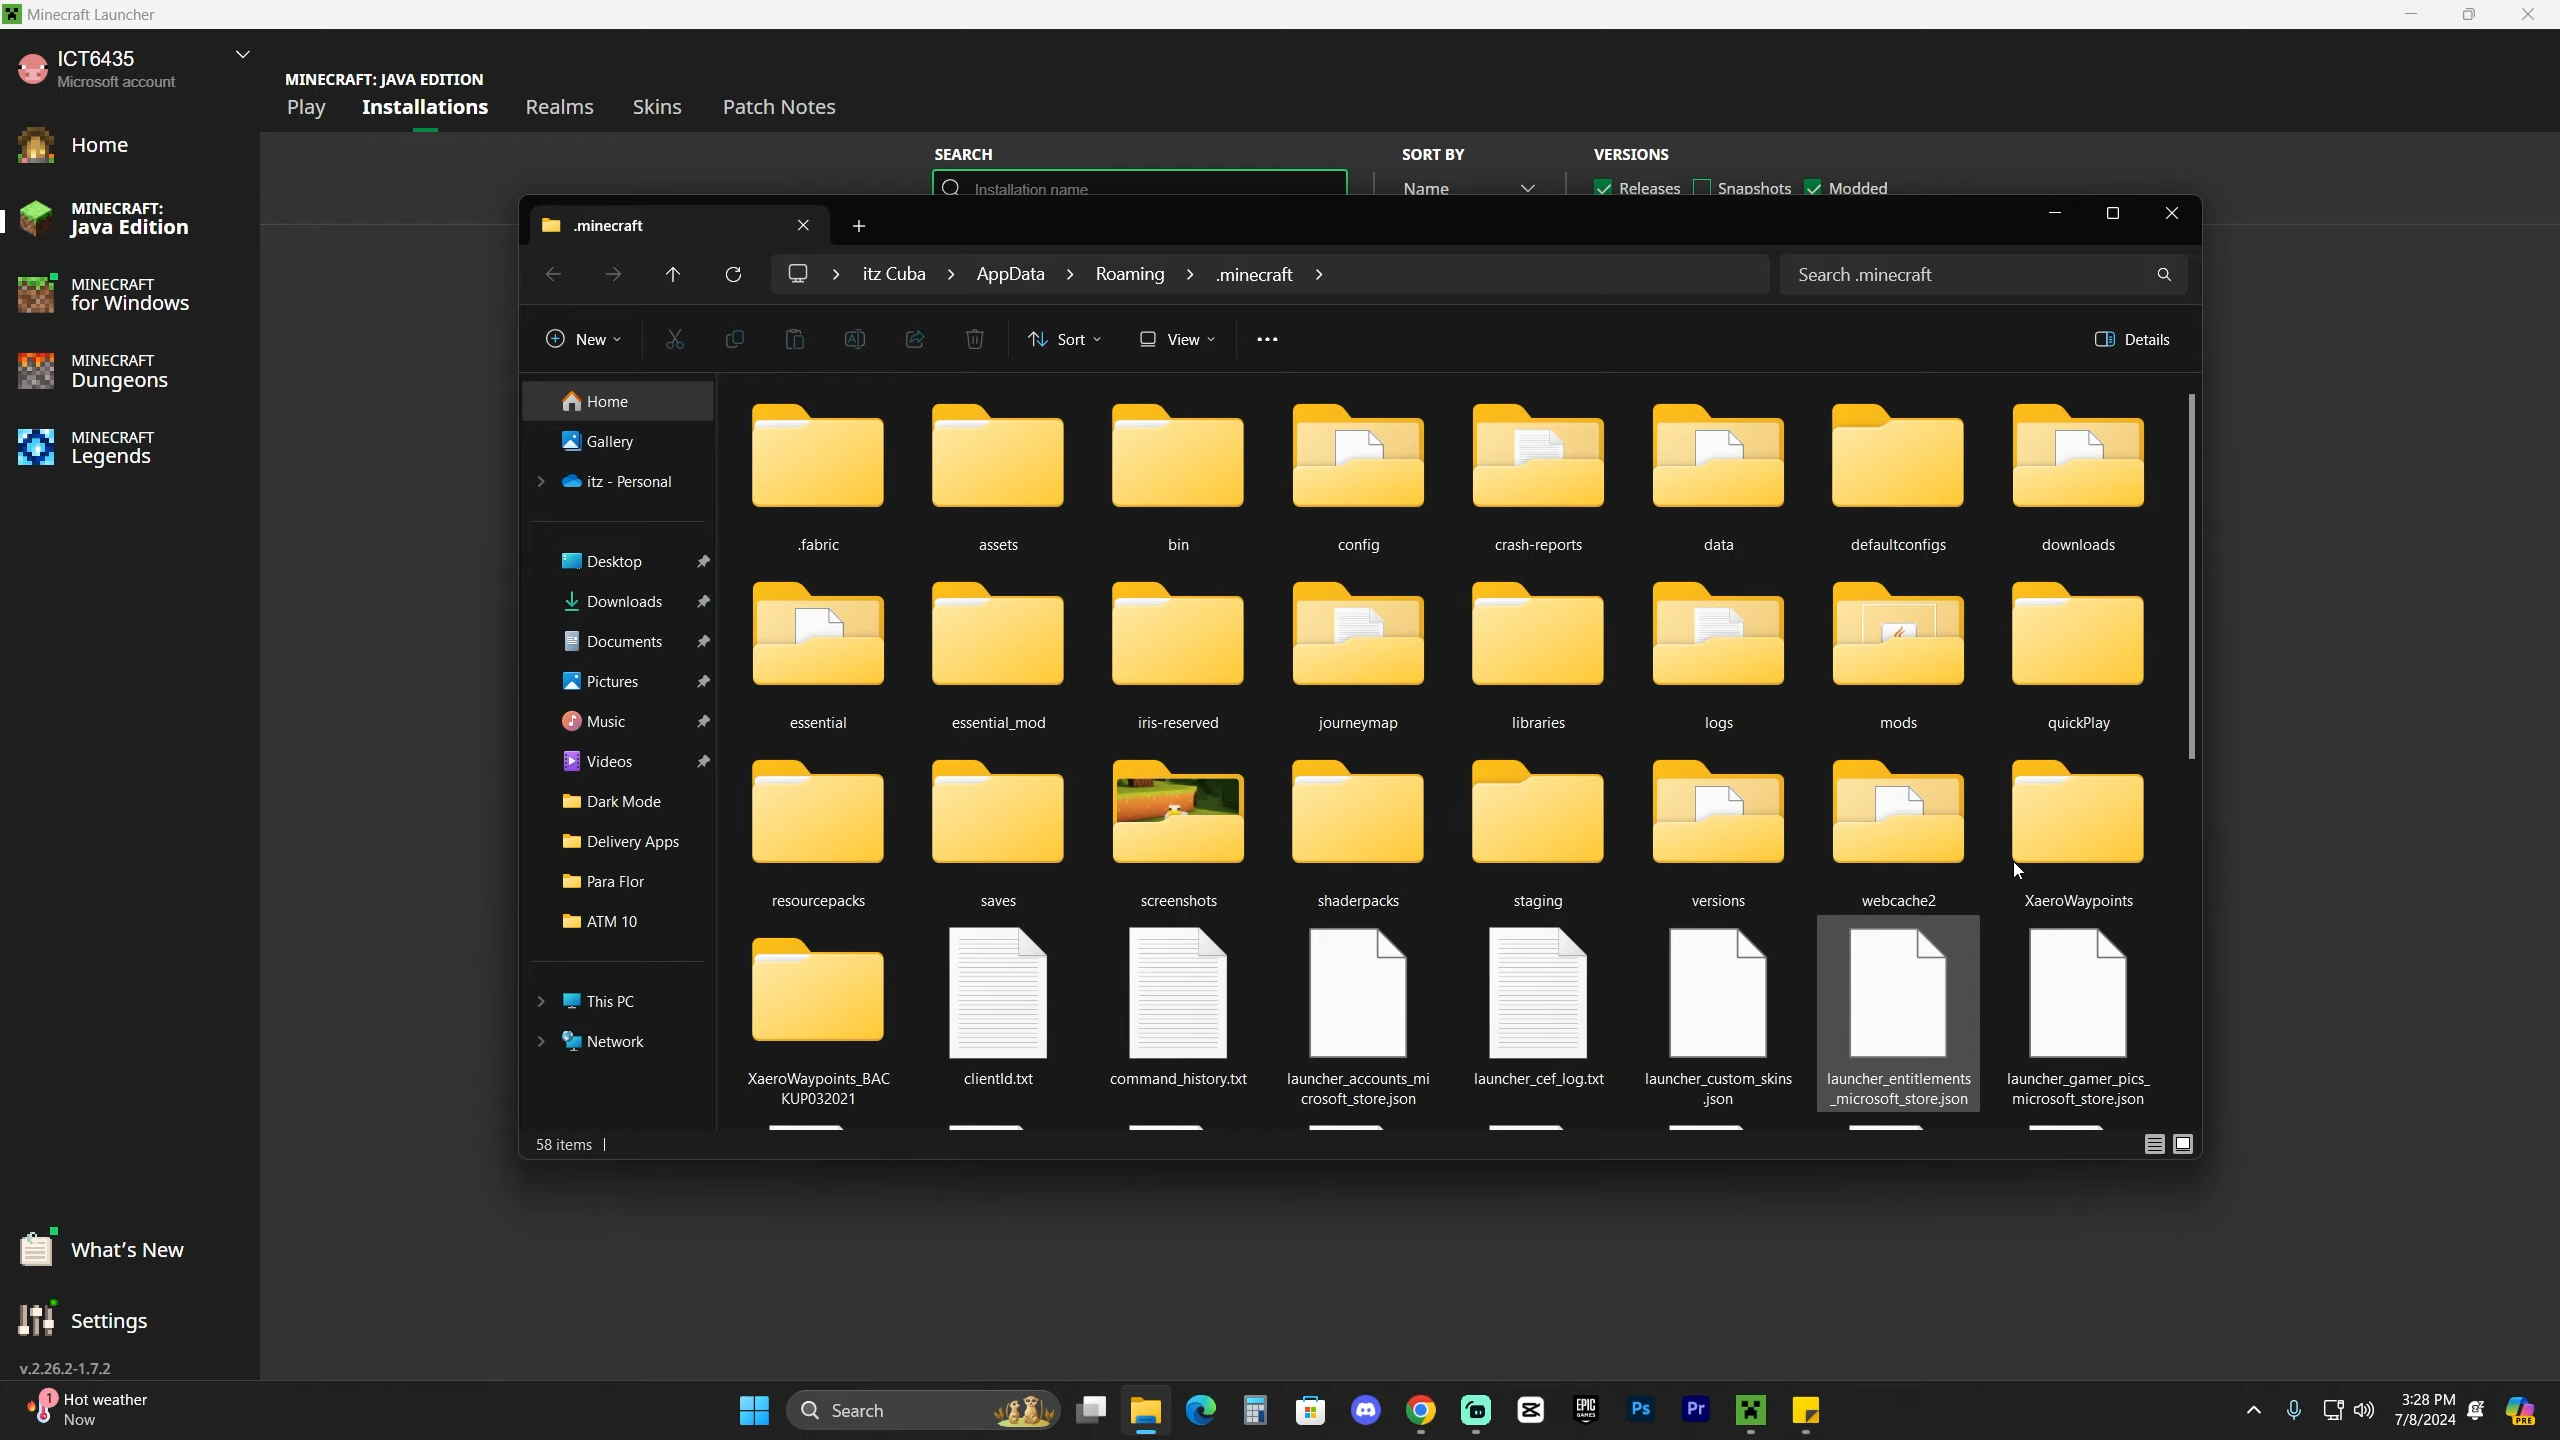 Minecraft Launcher
ICT6435
Microsoft account
Home
MINECRAFT:
Java Edition
MINECRAFT
for Windows
MINECRAFT
Dungeons
MINECRAFT
Legends
What's New
Settings
v.2.26.2-1.7.2
MINECRAFT: JAVA EDITION
Play Installations Realms Skins Patch Notes
SEARCH SORT BY VERSIONS
Installation name Name Releases Snapshots Modded
.minecraft
itz Cuba AppData Roaming .minecraft
Search .minecraft
New Sort View Details
Home
Gallery
itz - Personal
Desktop
Downloads
Documents
Pictures
Music
Videos
Dark Mode
Delivery Apps
Para Flor
ATM 10
This PC
Network
.fabric assets bin config crash-reports data defaultconfigs downloads
essential essential_mod iris-reserved journeymap libraries logs mods quickPlay
resourcepacks saves screenshots shaderpacks staging versions webcache2 XaeroWaypoints
XaeroWaypoints_BAC clientId.txt command_history.txt launcher_accounts_mi launcher_cef_log.txt launcher_custom_skins launcher_entitlements launcher_gamer_pics_
KUP032021 crosoft_store.json .json _microsoft_store.json microsoft_store.json
58 items
1
Hot weather
Now
Search
EPIC
GAMES
Ps
Pr
3:28 PM
7/8/2024
PRE